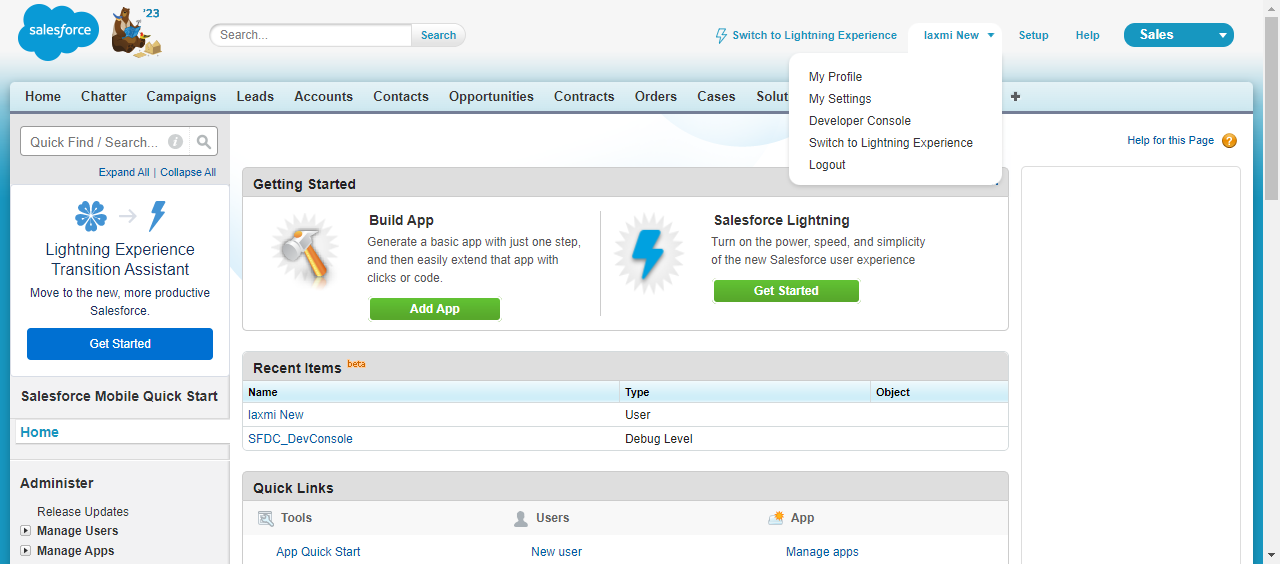 salesforce
'23
Search...
Search
Switch to Lightning Experience
laxmi New
Setup
Help
Sales
My Profile
My Settings
Developer Console
Switch to Lightning Experience
Logout
Home
Chatter
Campaigns
Leads
Accounts
Contacts
Opportunities
Contracts
Orders
Cases
Solut
+
Quick Find / Search...
Expand All | Collapse All
Help for this Page
Lightning Experience
Transition Assistant
Move to the new, more productive
Salesforce.
Get Started
Salesforce Mobile Quick Start
Home
Administer
Release Updates
Manage Users
Manage Apps
Getting Started
Build App
Generate a basic app with just one step,
and then easily extend that app with
clicks or code.
Add App
Salesforce Lightning
Turn on the power, speed, and simplicity
of the new Salesforce user experience
Get Started
Recent Items beta
Name
Type
Object
laxmi New
User
SFDC_DevConsole
Debug Level
Quick Links
Tools
Users
App
App Quick Start
New user
Manage apps